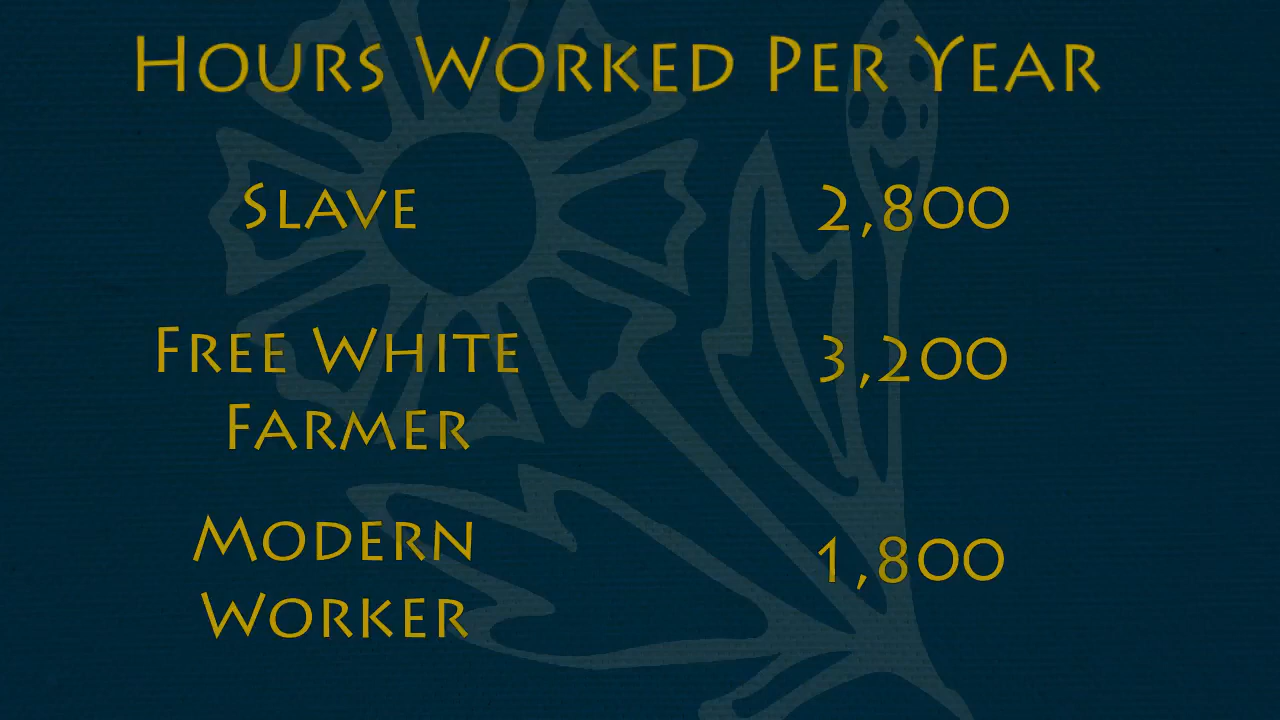 Hours Worked Per Year
Slave 2,800
Free White 3,200
Farmer
Modern 1,800
Worker